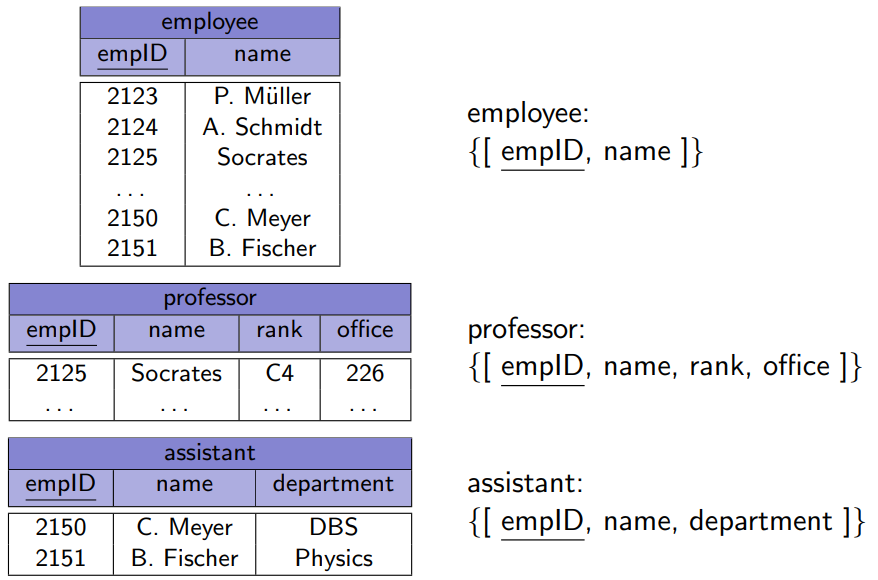 employee
empID name
2123 P. Müller
2124 A. Schmidt
2125 Socrates
... ...
2150 C. Meyer
2151 B. Fischer
employee:
{[ empID, name ]}
professor
empID name rank office
2125 Socrates C4 226
... ... ... ...
professor:
{[ empID, name, rank, office ]}
assistant
empID name department
2150 C. Meyer DBS
2151 B. Fischer Physics
assistant:
{[ empID, name, department ]}